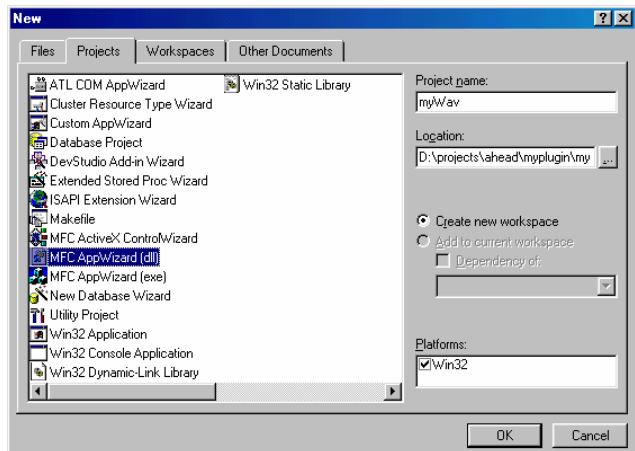 New
Files
Projects
Workspaces
Other Documents
ATL COM AppWizard
Cluster Resource Type Wizard
Custom AppWizard
Database Project
DevStudio Add-in Wizard
Extended Stored Proc Wizard
ISAPI Extension Wizard
Makefile
MFC ActiveX ControlWizard
MFC AppWizard (dll)
MFC AppWizard (exe)
New Database Wizard
Utility Project
Win32 Application
Win32 Console Application
Win32 Dynamic-Link Library
Win32 Static Library
Project name:
myWav
Location:
D:\projects\ahead\myplugin\my
...
Create new workspace
Add to current workspace
Dependency of:
Platforms:
Win32
OK
Cancel